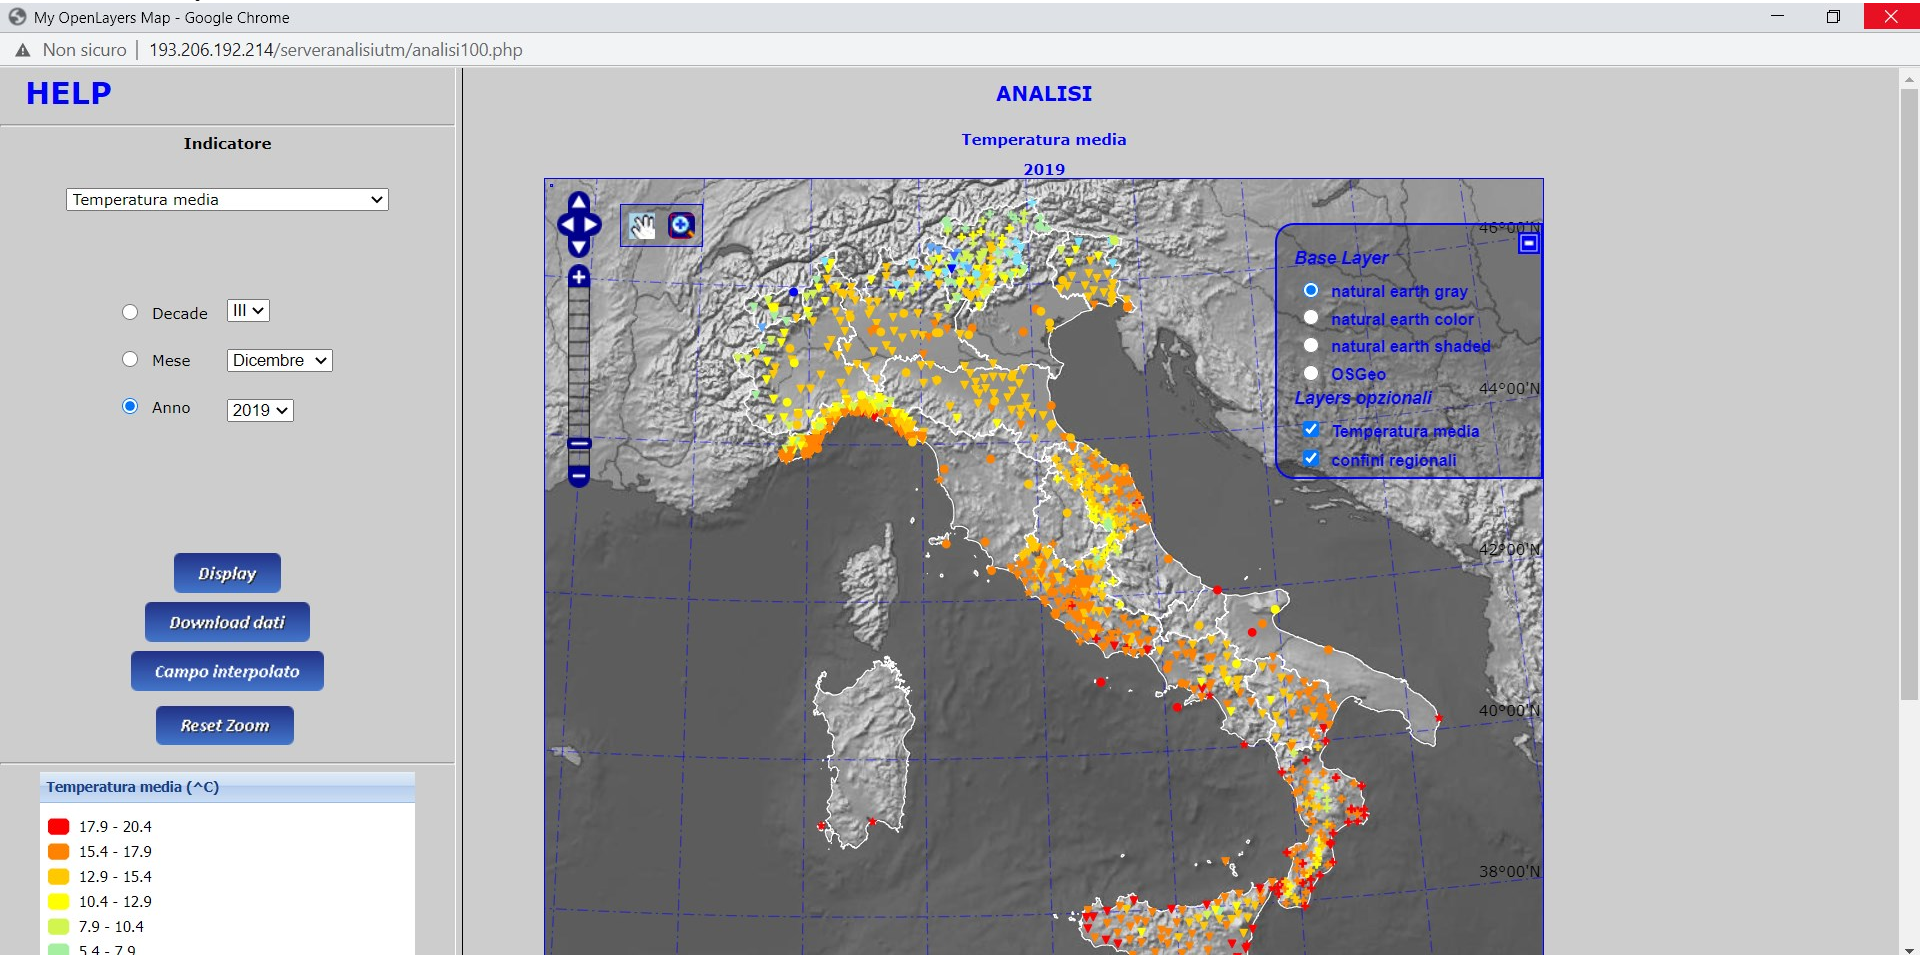 My OpenLayers Map - Google Chrome
Non sicuro | 193.206.192.214/serveranalisiutm/analisi100.php
HELP
Indicatore
Temperatura media
Decade III
Mese Dicembre
Anno 2019
Display
Download dati
Campo interpolato
Reset Zoom
Temperatura media (^C)
17.9 - 20.4
15.4 - 17.9
12.9 - 15.4
10.4 - 12.9
7.9 - 10.4
5.4 - 7.9
ANALISI
Temperatura media
2019
46°00'N
Base Layer
natural earth gray
natural earth color
natural earth shaded
OSGeo
44°00'N
Layers opzionali
Temperatura media
confini regionali
42°00'N
40°00'N
38°00'N